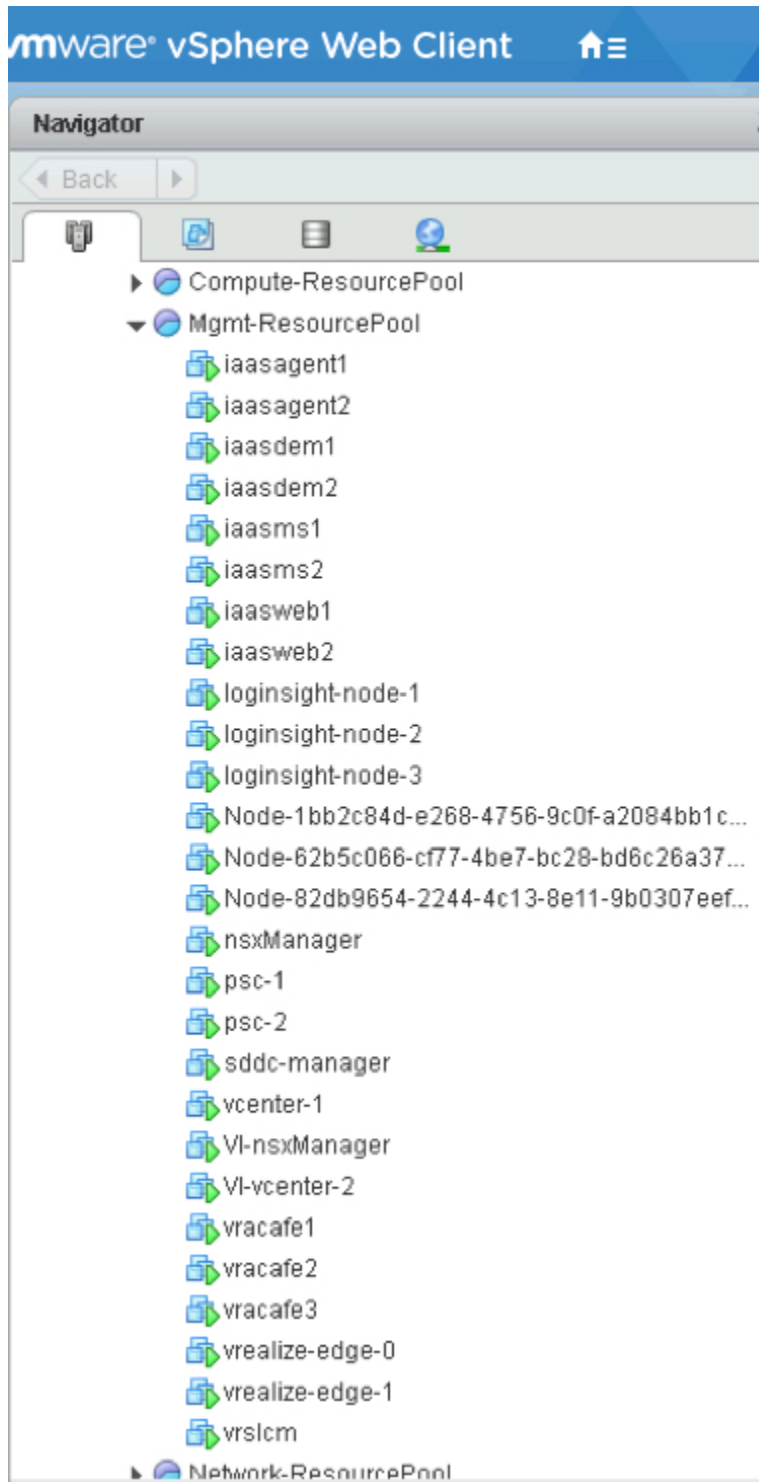 vmware® vSphere Web Client
Navigator
Back
Compute-ResourcePool
Mgmt-ResourcePool
iaasagent1
iaasagent2
iaasdem1
iaasdem2
iaasms1
iaasms2
iaasweb1
iaasweb2
loginsight-node-1
loginsight-node-2
loginsight-node-3
Node-1bb2c84d-e268-4756-9c0f-a2084bb1c...
Node-62b5c066-cf77-4be7-bc28-bd6c26a37...
Node-82db9654-2244-4c13-8e11-9b0307eef...
nsxManager
psc-1
psc-2
sddc-manager
vcenter-1
VI-nsxManager
VI-vcenter-2
vracafe1
vracafe2
vracafe3
vrealize-edge-0
vrealize-edge-1
vrslcm
Network-ResourcePool